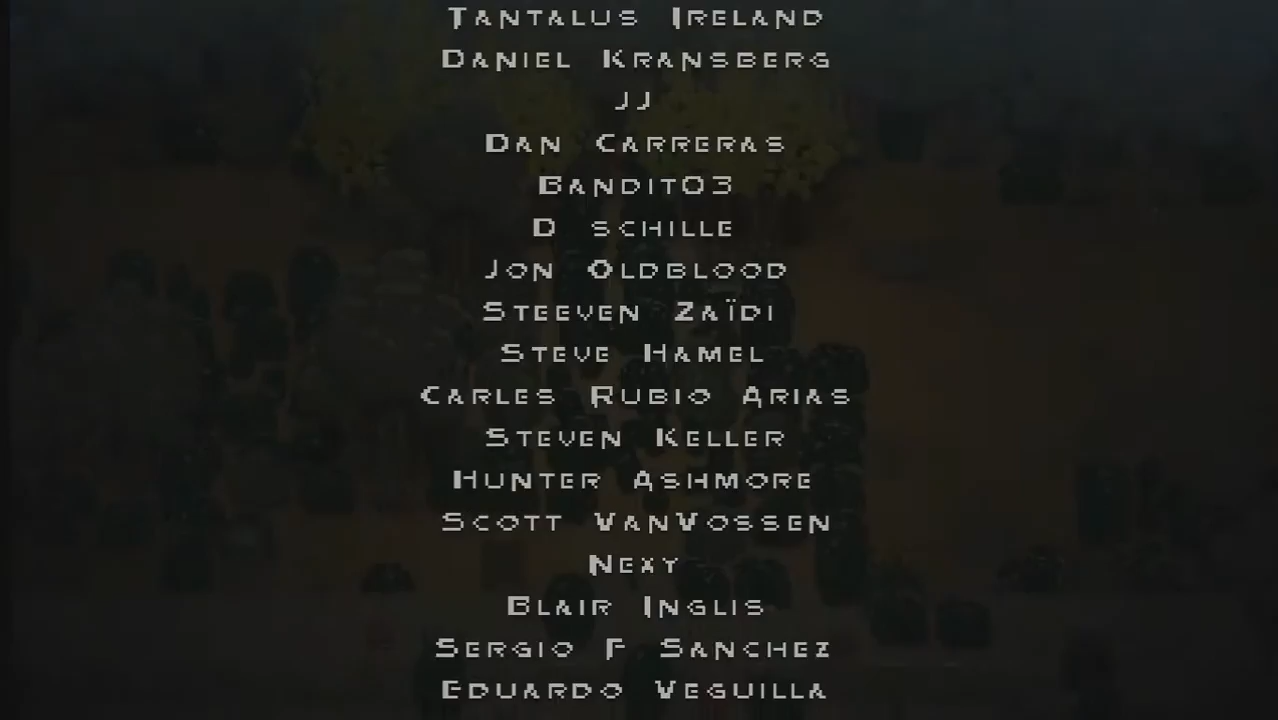 Tantalus Ireland
Daniel Kransberg
JJ
Dan Carreras
Bandit03
D schille
Jon Oldblood
Steeven Zaïdi
Steve Hamel
Carles Rubio Arias
Steven Keller
Hunter Ashmore
Scott VanVossen
Next
Blair Inglis
Sergio F Sanchez
Eduardo Veguilla